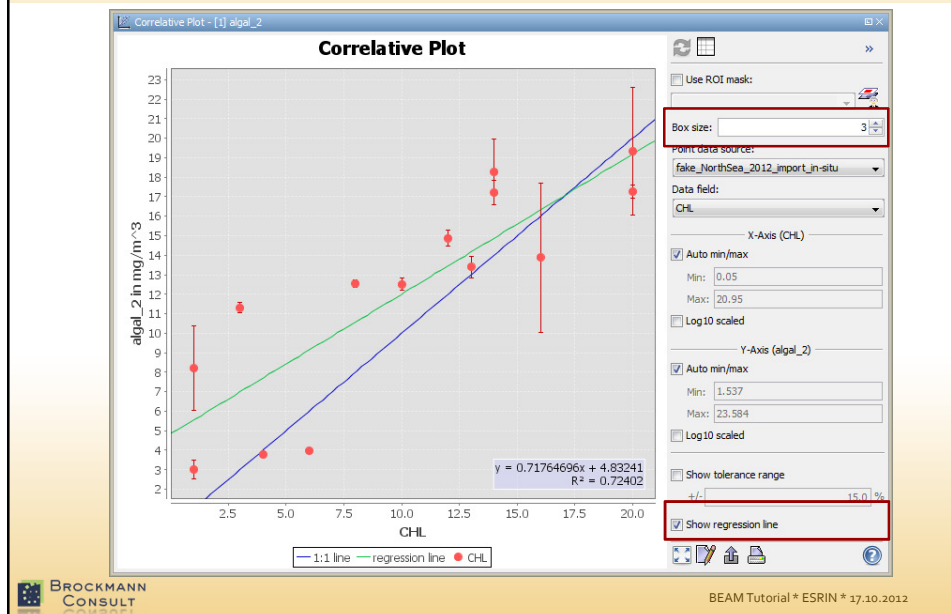 Correlative Plot - [1] algal_2
Correlative Plot
23
22
21
20
19
18
17
16
15
14
13
12
11
10
9
8
7
6
5
4
3
2
algal_2 in mg/m^3
2.5 5.0 7.5 10.0 12.5 15.0 17.5 20.0
CHL
y = 0.71764696x + 4.83241
R² = 0.72402
1:1 line regression line CHL
»
Use ROI mask:
Box size: 3
Point data source:
fake_NorthSea_2012_import_in-situ
Data field:
CHL
X-Axis (CHL)
Auto min/max
Min: 0.05
Max: 20.95
Log10 scaled
Y-Axis (algal_2)
Auto min/max
Min: 1.537
Max: 23.584
Log10 scaled
Show tolerance range
+/- 15.0 %
Show regression line
?
BROCKMANN
CONSULT
BEAM Tutorial * ESRIN * 17.10.2012